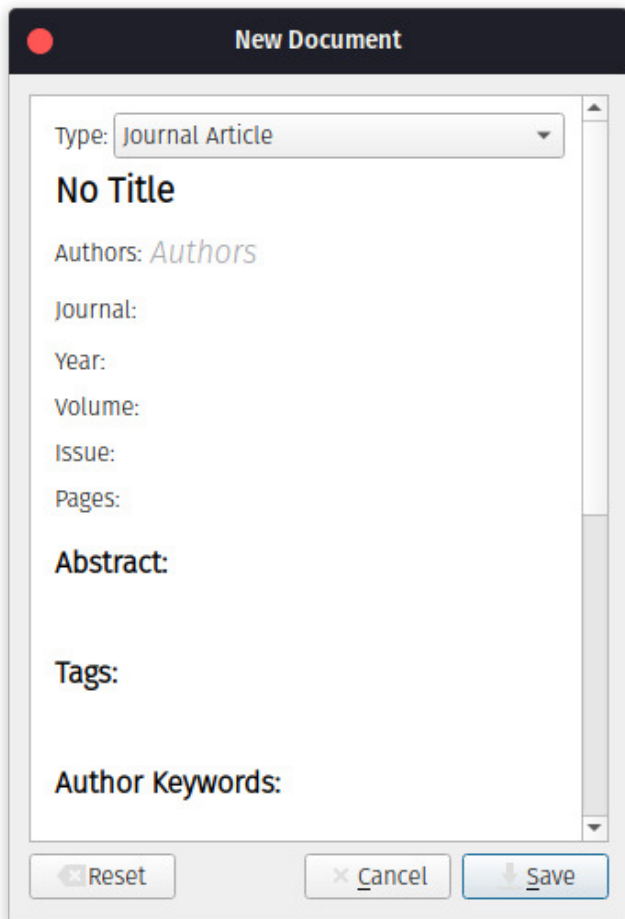 New Document
Type: Journal Article
No Title
Authors: Authors
Journal:
Year:
Volume:
Issue:
Pages:
Abstract:
Tags:
Author Keywords:
Reset Cancel Save